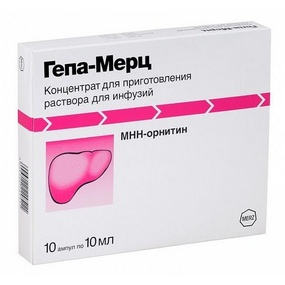 Гепа-Мерц
Концентрат для приготовления
раствора для инфузий
МНН-орнитин
10 ампул по 10 мл
MERZ